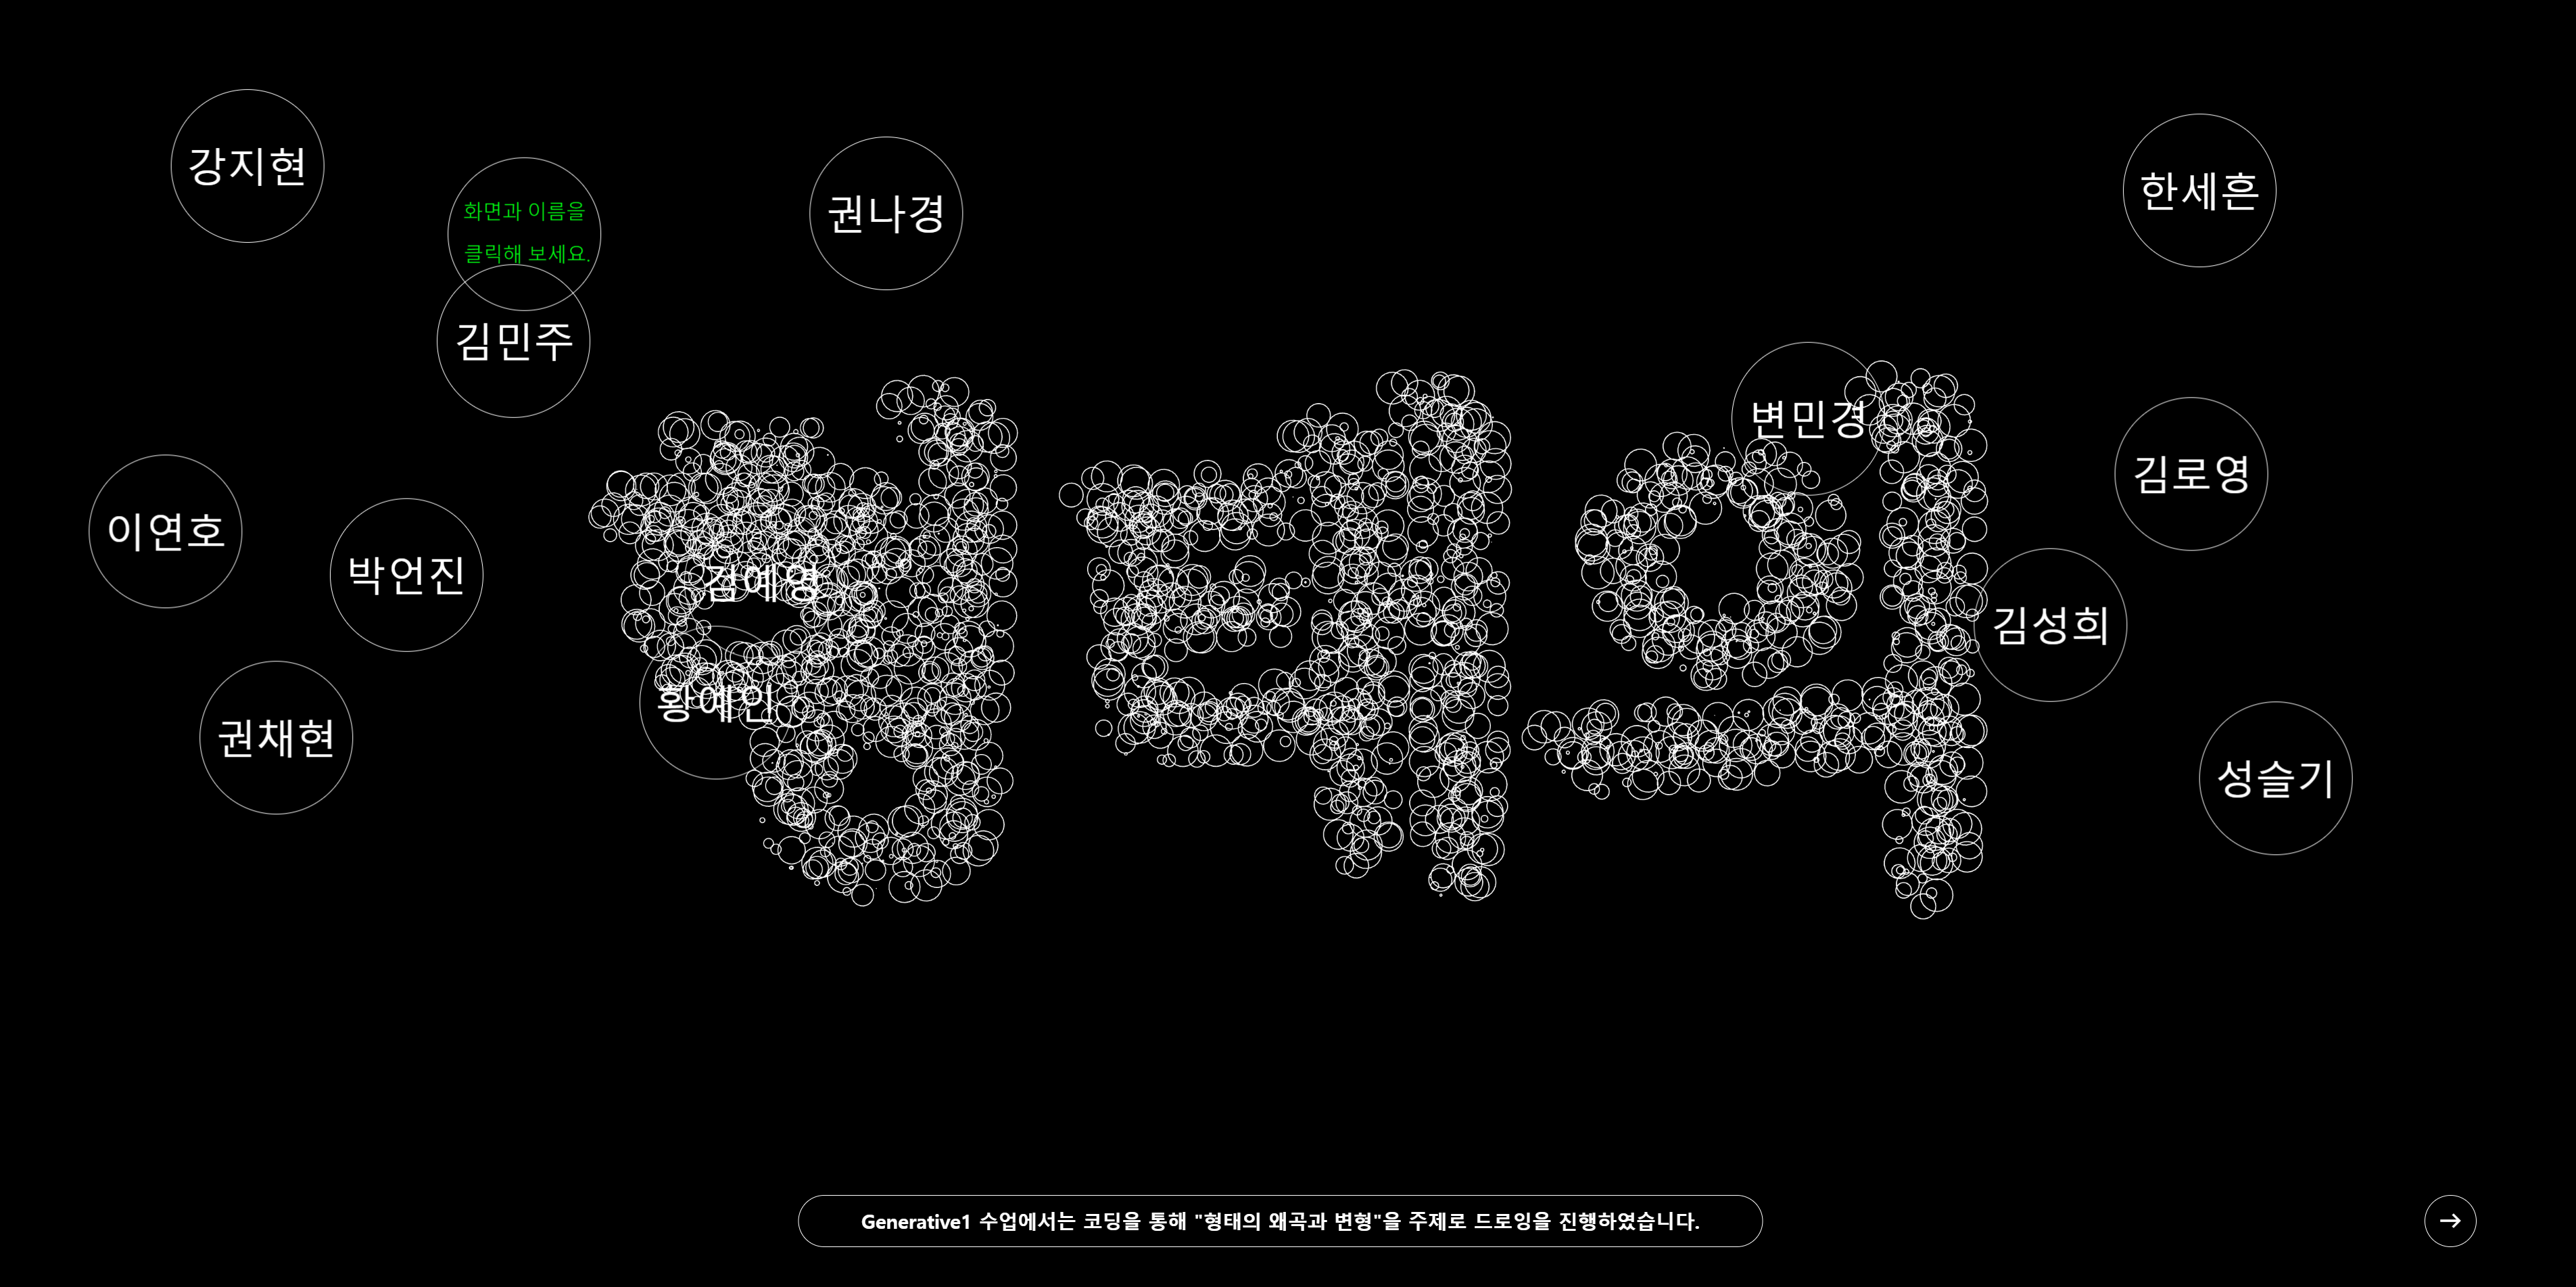 강지현
화면과 이름을
클릭해 보세요.
권나경
한세흔
김민주
변민경
김로영
이연호
박언진
김예영
김성희
황예인
권채현
성슬기
형태의
Generative1 수업에서는 코딩을 통해 "형태의 왜곡과 변형"을 주제로 드로잉을 진행하였습니다.